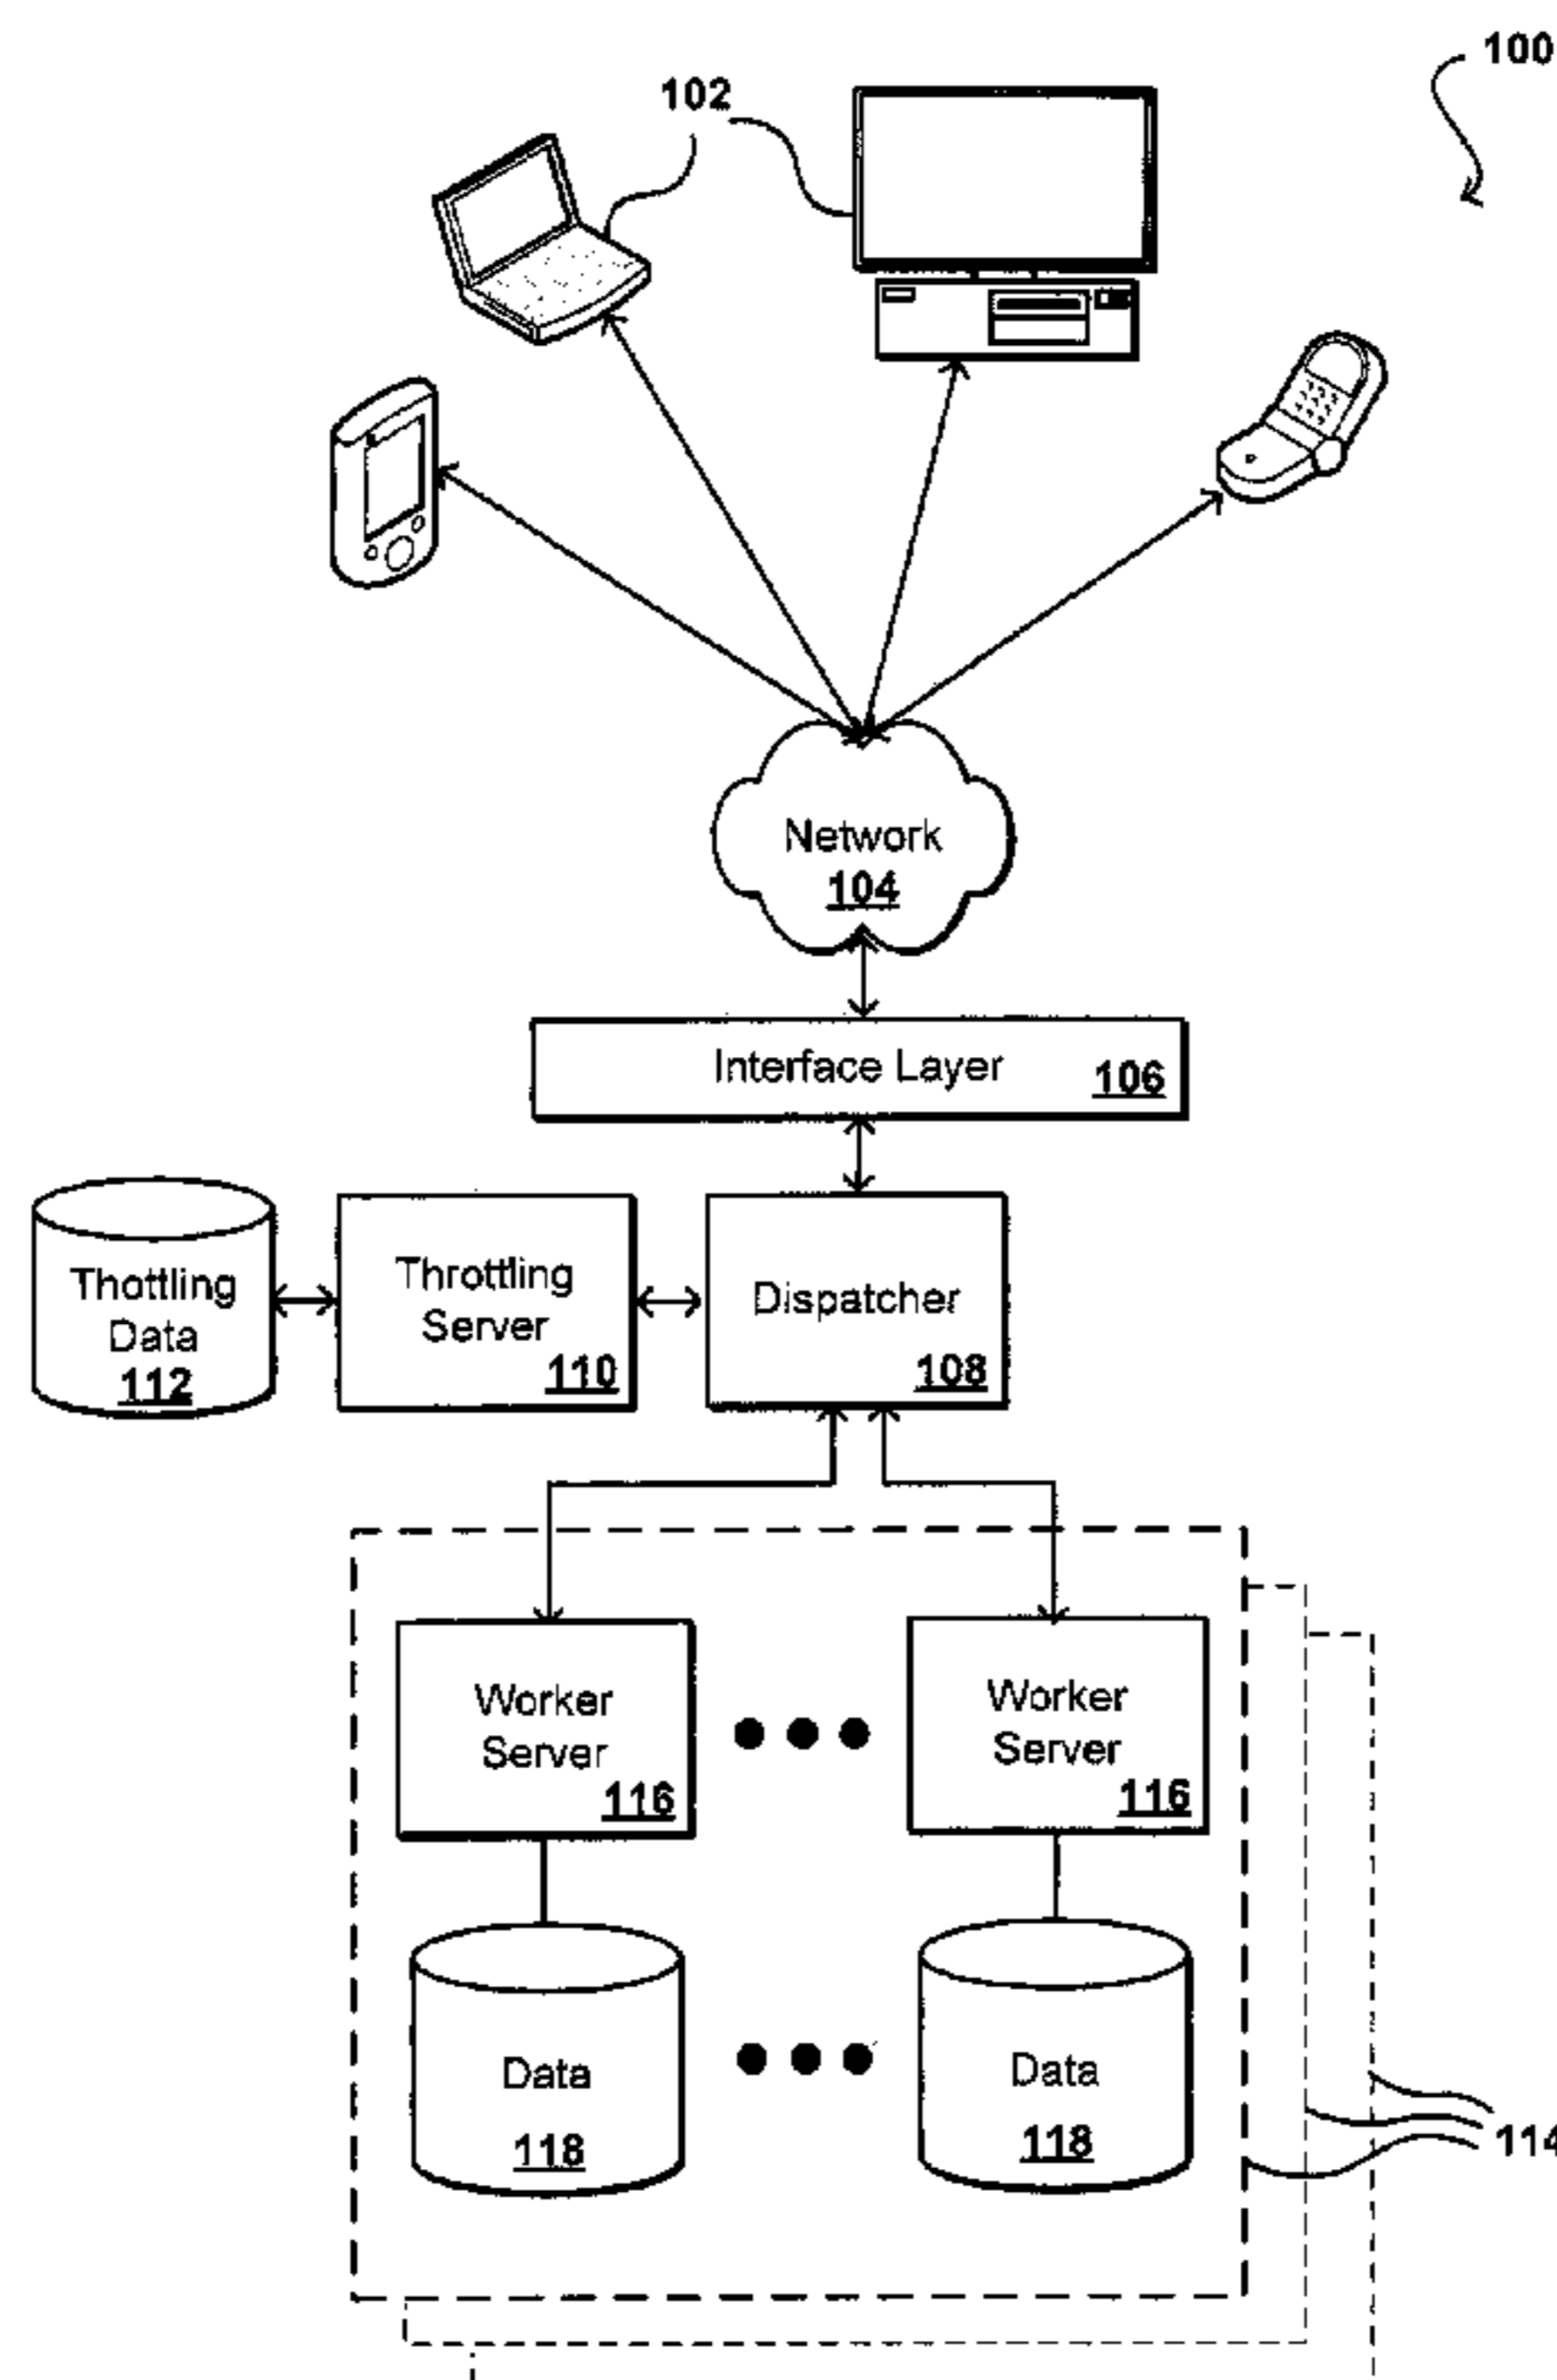 100
102
Network
104
Interface Layer 106
Thottling
Data
112
Throttling
Server
110
Dispatcher
108
Worker
Server
116
Worker
Server
116
Data
118
Data
118
114